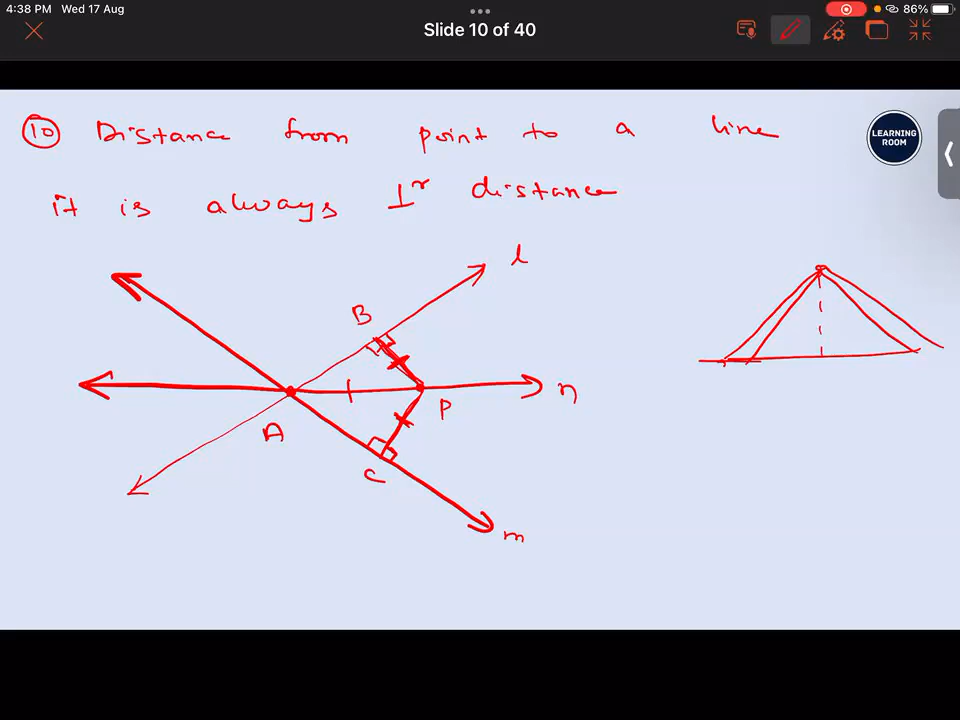 4:38 PM Wed 17 Aug
86%
Slide 10 of 40
10 Distance from point to a line
LEARNING
ROOM
it is always ⊥r distance
l
B
n
P
A
C
m